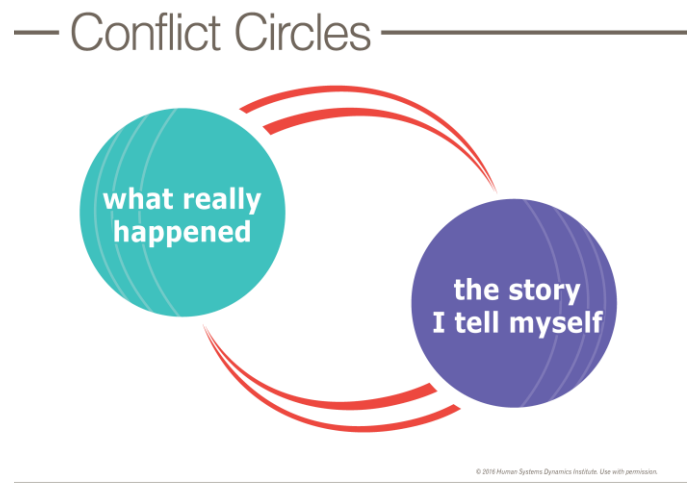 Conflict Circles
what really
happened
the story
I tell myself
© 2016 Human Systems Dynamics Institute. Use with permission.